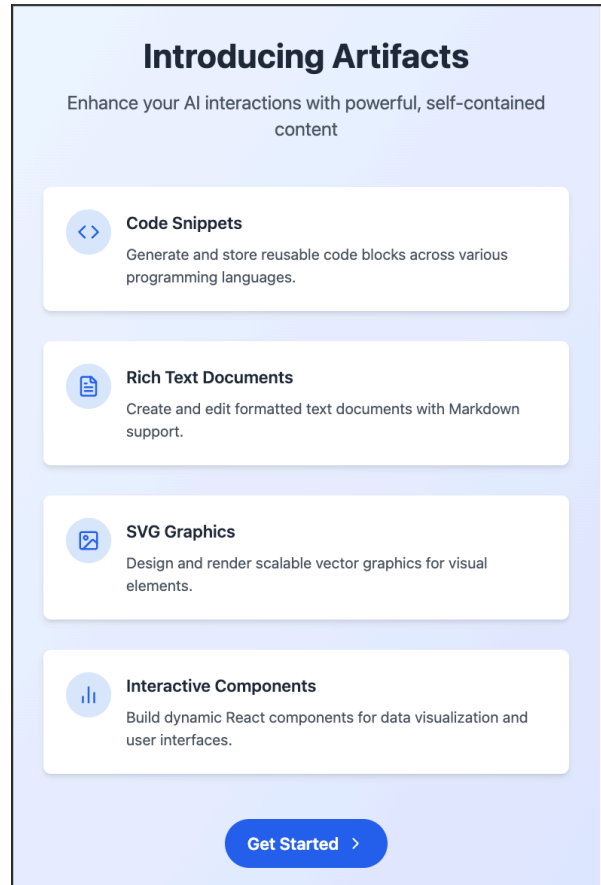 Introducing Artifacts
Enhance your AI interactions with powerful, self-contained
content
Code Snippets
Generate and store reusable code blocks across various
programming languages.
Rich Text Documents
Create and edit formatted text documents with Markdown
support.
SVG Graphics
Design and render scalable vector graphics for visual
elements.
Interactive Components
Build dynamic React components for data visualization and
user interfaces.
Get Started